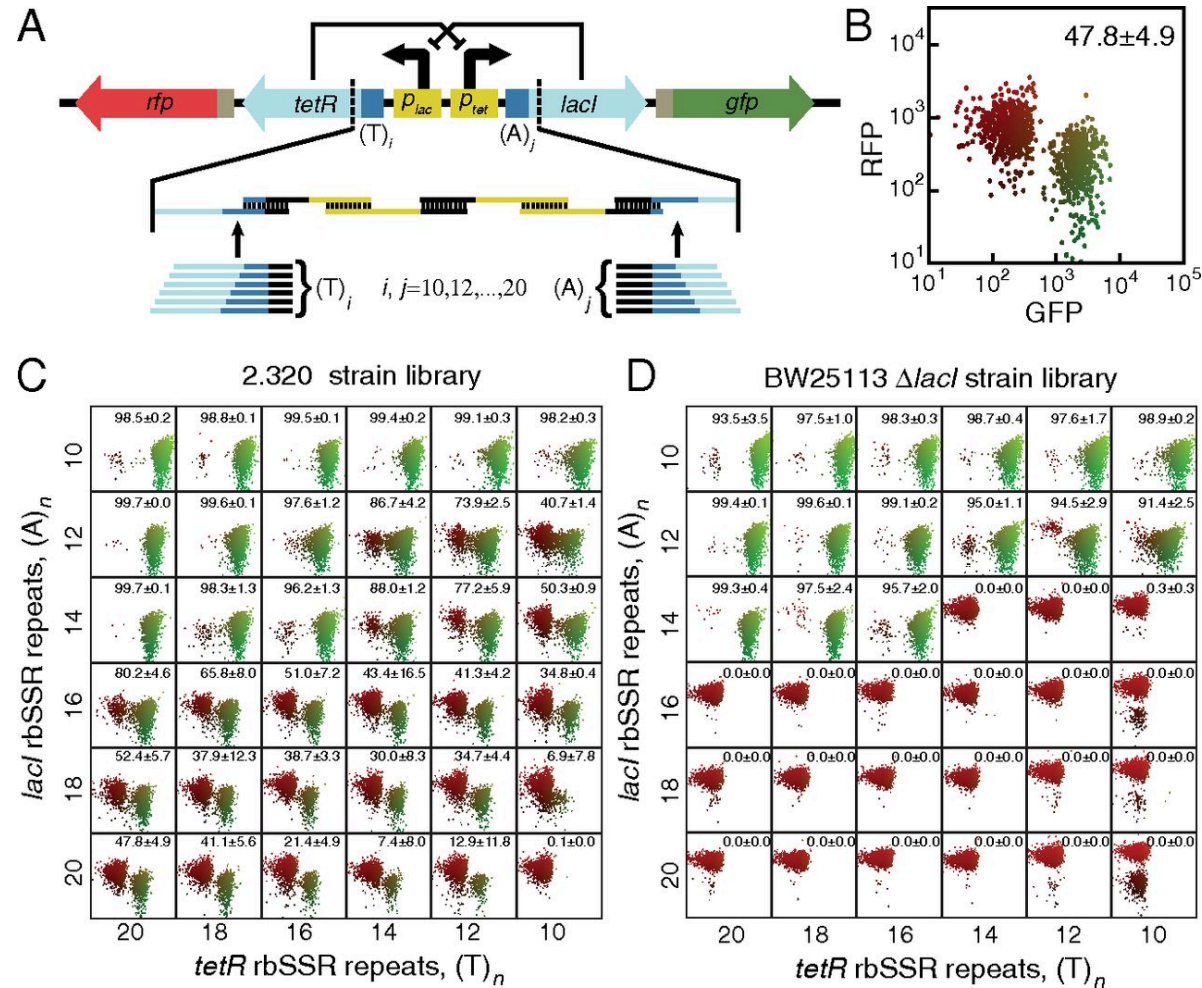 A
rfp
tetR
p_lac
p_tet
lacI
gfp
(T)_i
(A)_j
(T)_i
i, j=10,12,...,20
(A)_j
B
47.8±4.9
RFP
10^4
10^3
10^2
10^1
10^1 10^2 10^3 10^4 10^5
GFP
C
2.320 strain library
lacI rbSSR repeats, (A)_n
10
98.5±0.2 98.8±0.1 99.5±0.1 99.4±0.2 99.1±0.3 98.2±0.3
12
99.7±0.0 99.6±0.1 97.6±1.2 86.7±4.2 73.9±2.5 40.7±1.4
14
99.7±0.1 98.3±1.3 96.2±1.3 88.0±1.2 77.2±5.9 50.3±0.9
16
80.2±4.6 65.8±8.0 51.0±7.2 43.4±16.5 41.3±4.2 34.8±0.4
18
52.4±5.7 37.9±12.3 38.7±3.3 30.0±8.3 34.7±4.4 6.9±7.8
20
47.8±4.9 41.1±5.6 21.4±4.9 7.4±8.0 12.9±11.8 0.1±0.0
20 18 16 14 12 10
tetR rbSSR repeats, (T)_n
D
BW25113 ΔlacI strain library
lacI rbSSR repeats, (A)_n
10
93.5±3.5 97.5±1.0 98.3±0.3 98.7±0.4 97.6±1.7 98.9±0.2
12
99.4±0.1 99.6±0.1 99.1±0.2 95.0±1.1 94.5±2.9 91.4±2.5
14
99.3±0.4 97.5±2.4 95.7±2.0 0.0±0.0 0.0±0.0 0.3±0.3
16
0.0±0.0 0.0±0.0 0.0±0.0 0.0±0.0 0.0±0.0 0.0±0.0
18
0.0±0.0 0.0±0.0 0.0±0.0 0.0±0.0 0.0±0.0 0.0±0.0
20
0.0±0.0 0.0±0.0 0.0±0.0 0.0±0.0 0.0±0.0 0.0±0.0
20 18 16 14 12 10
tetR rbSSR repeats, (T)_n